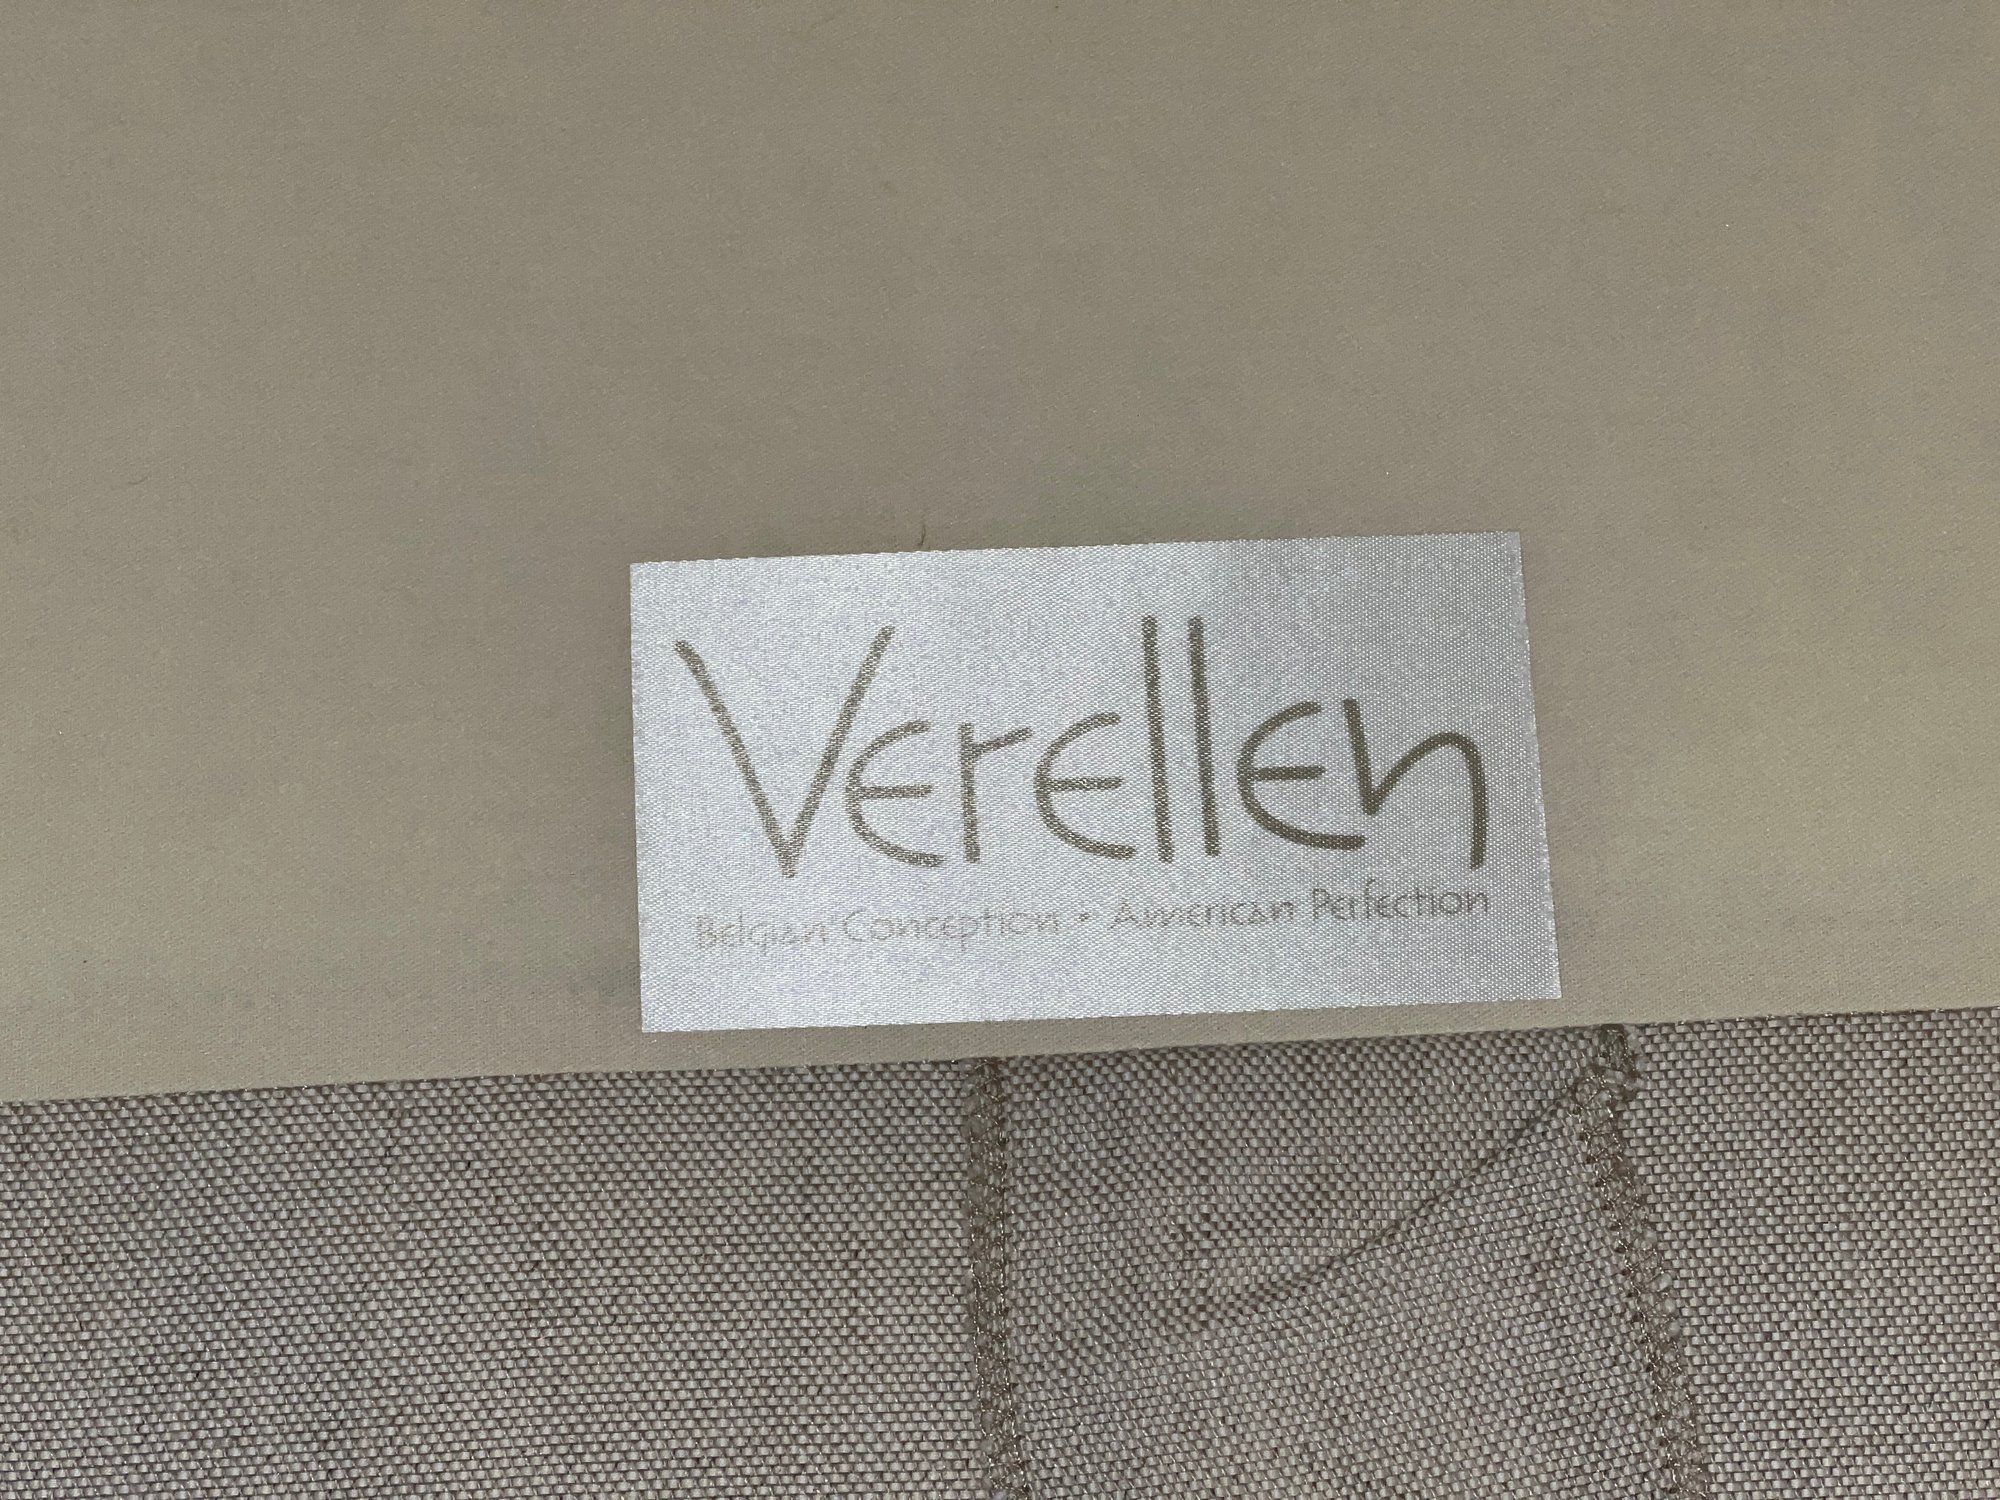 Verellen
Belgian Conception • American Perfection